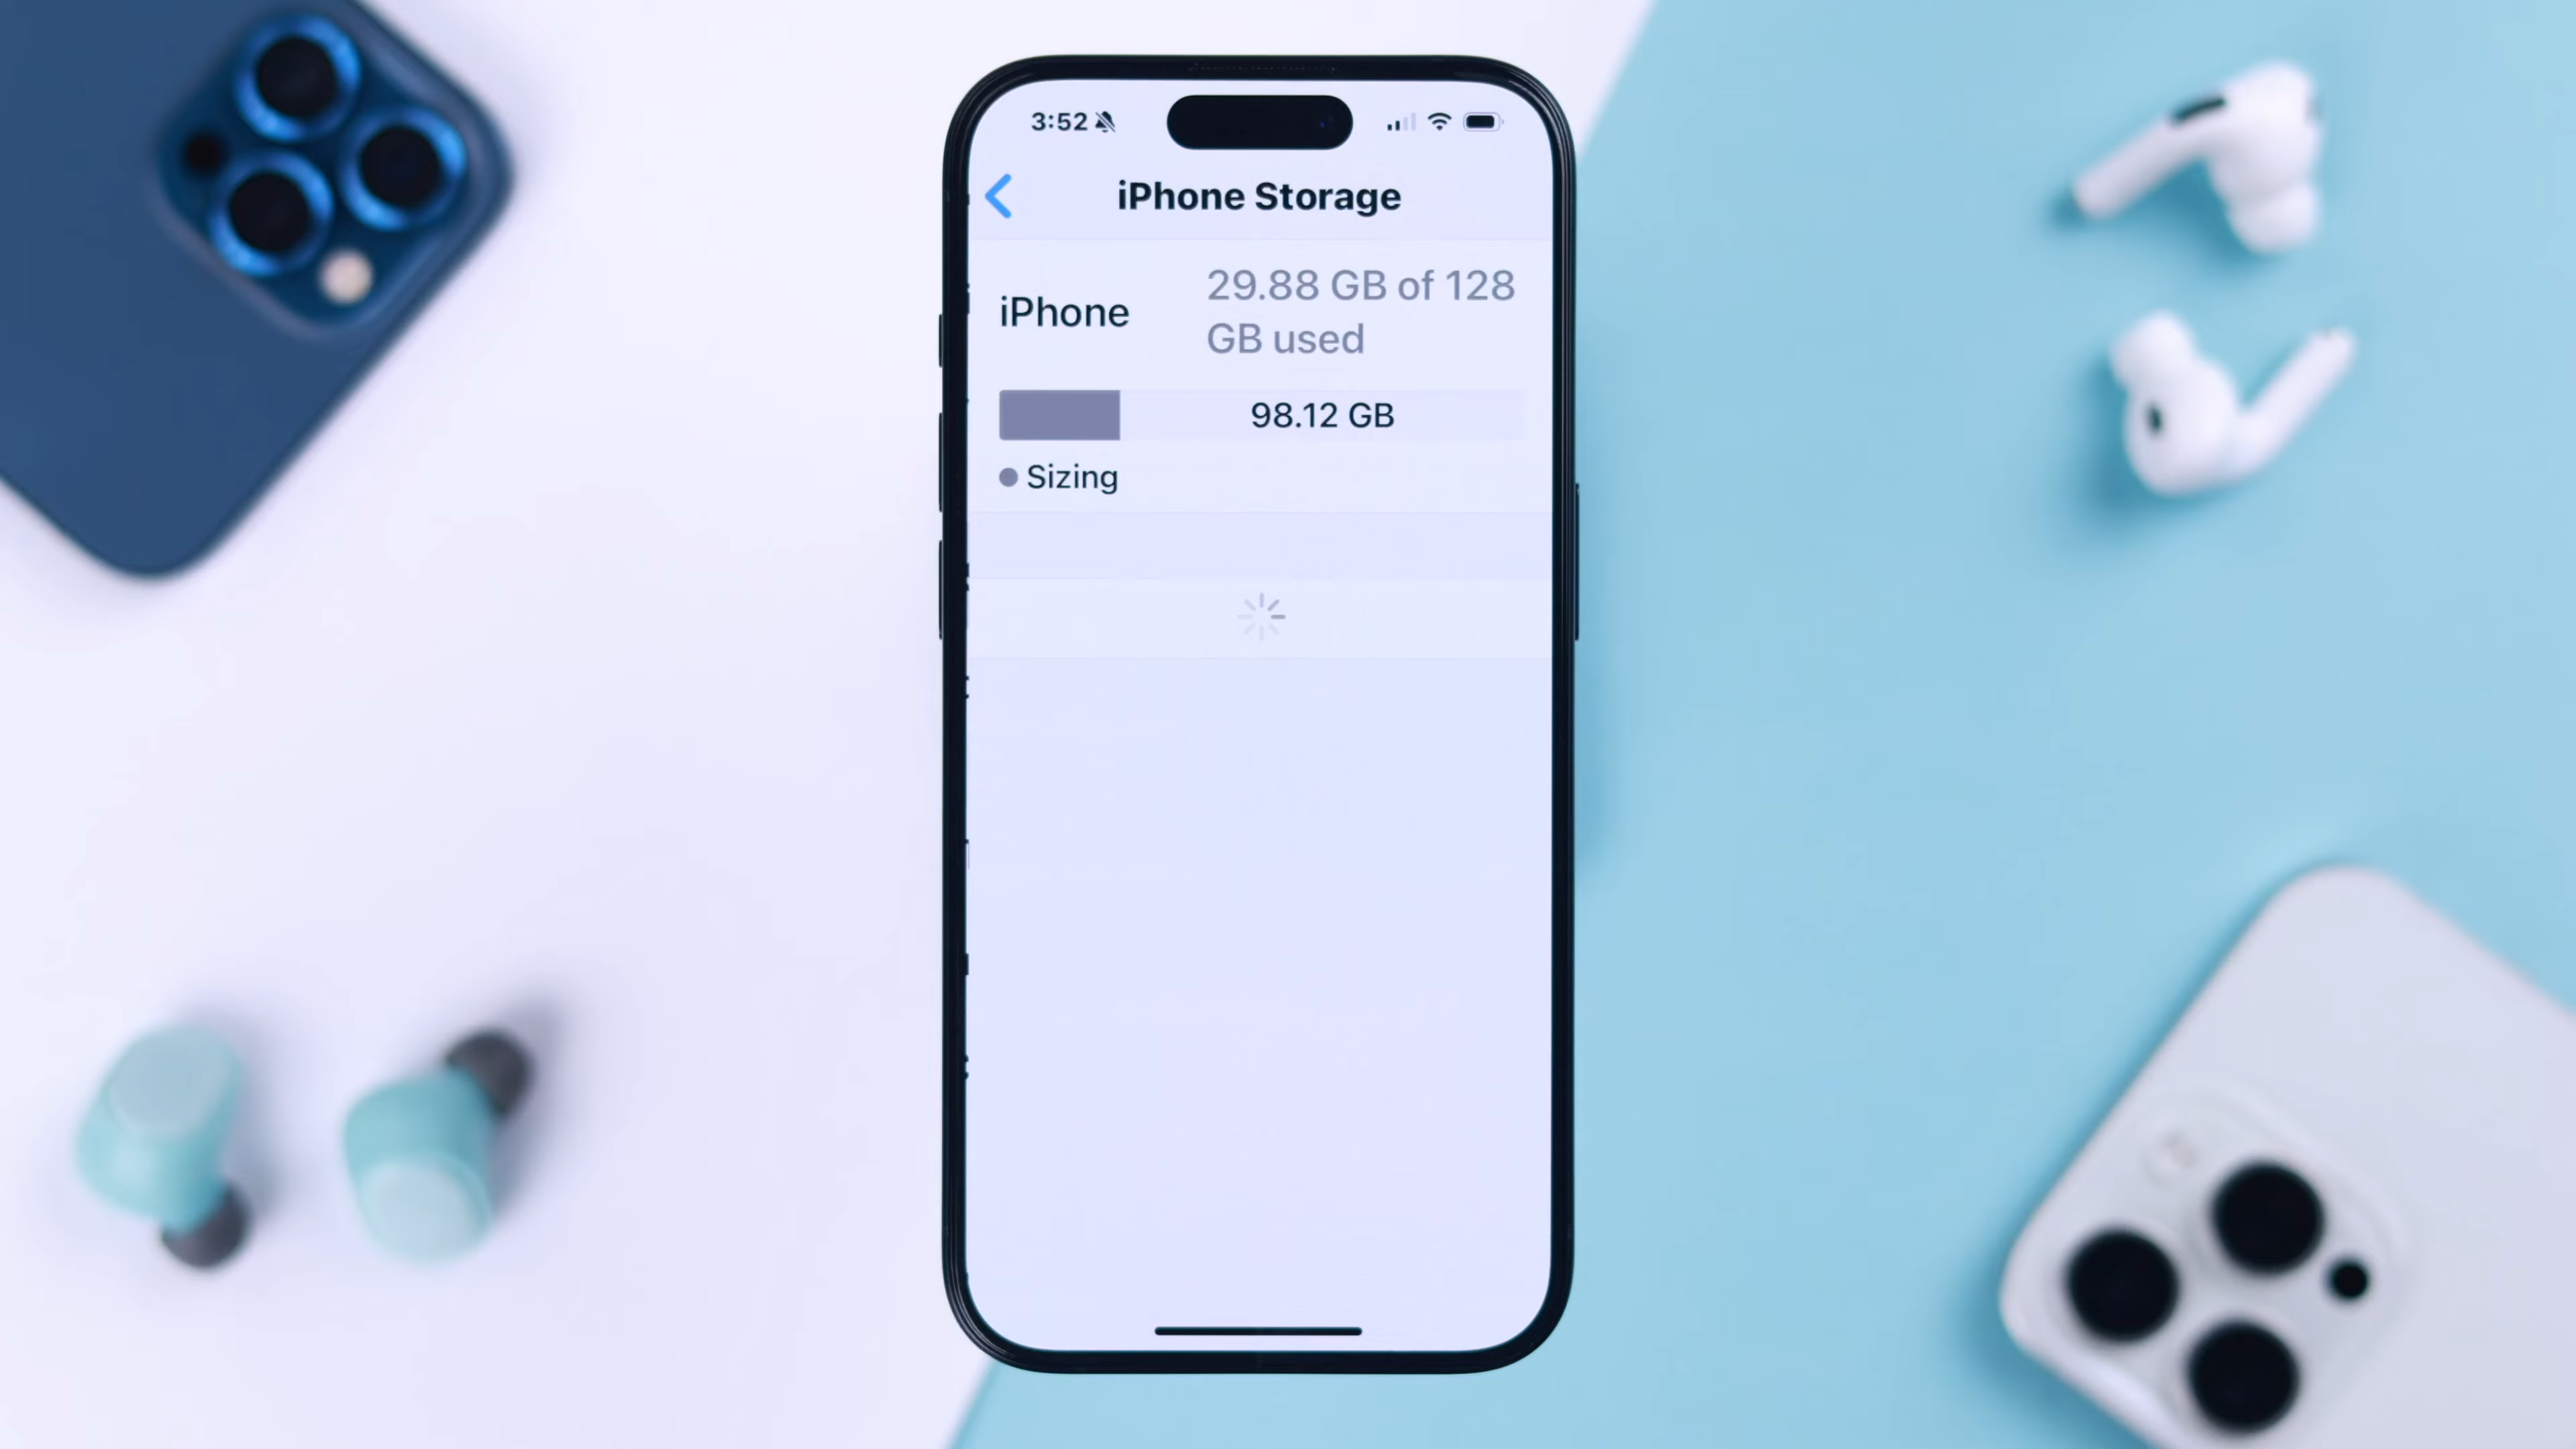 3:52
iPhone Storage
iPhone
29.88 GB of 128
GB used
98.12 GB
Sizing